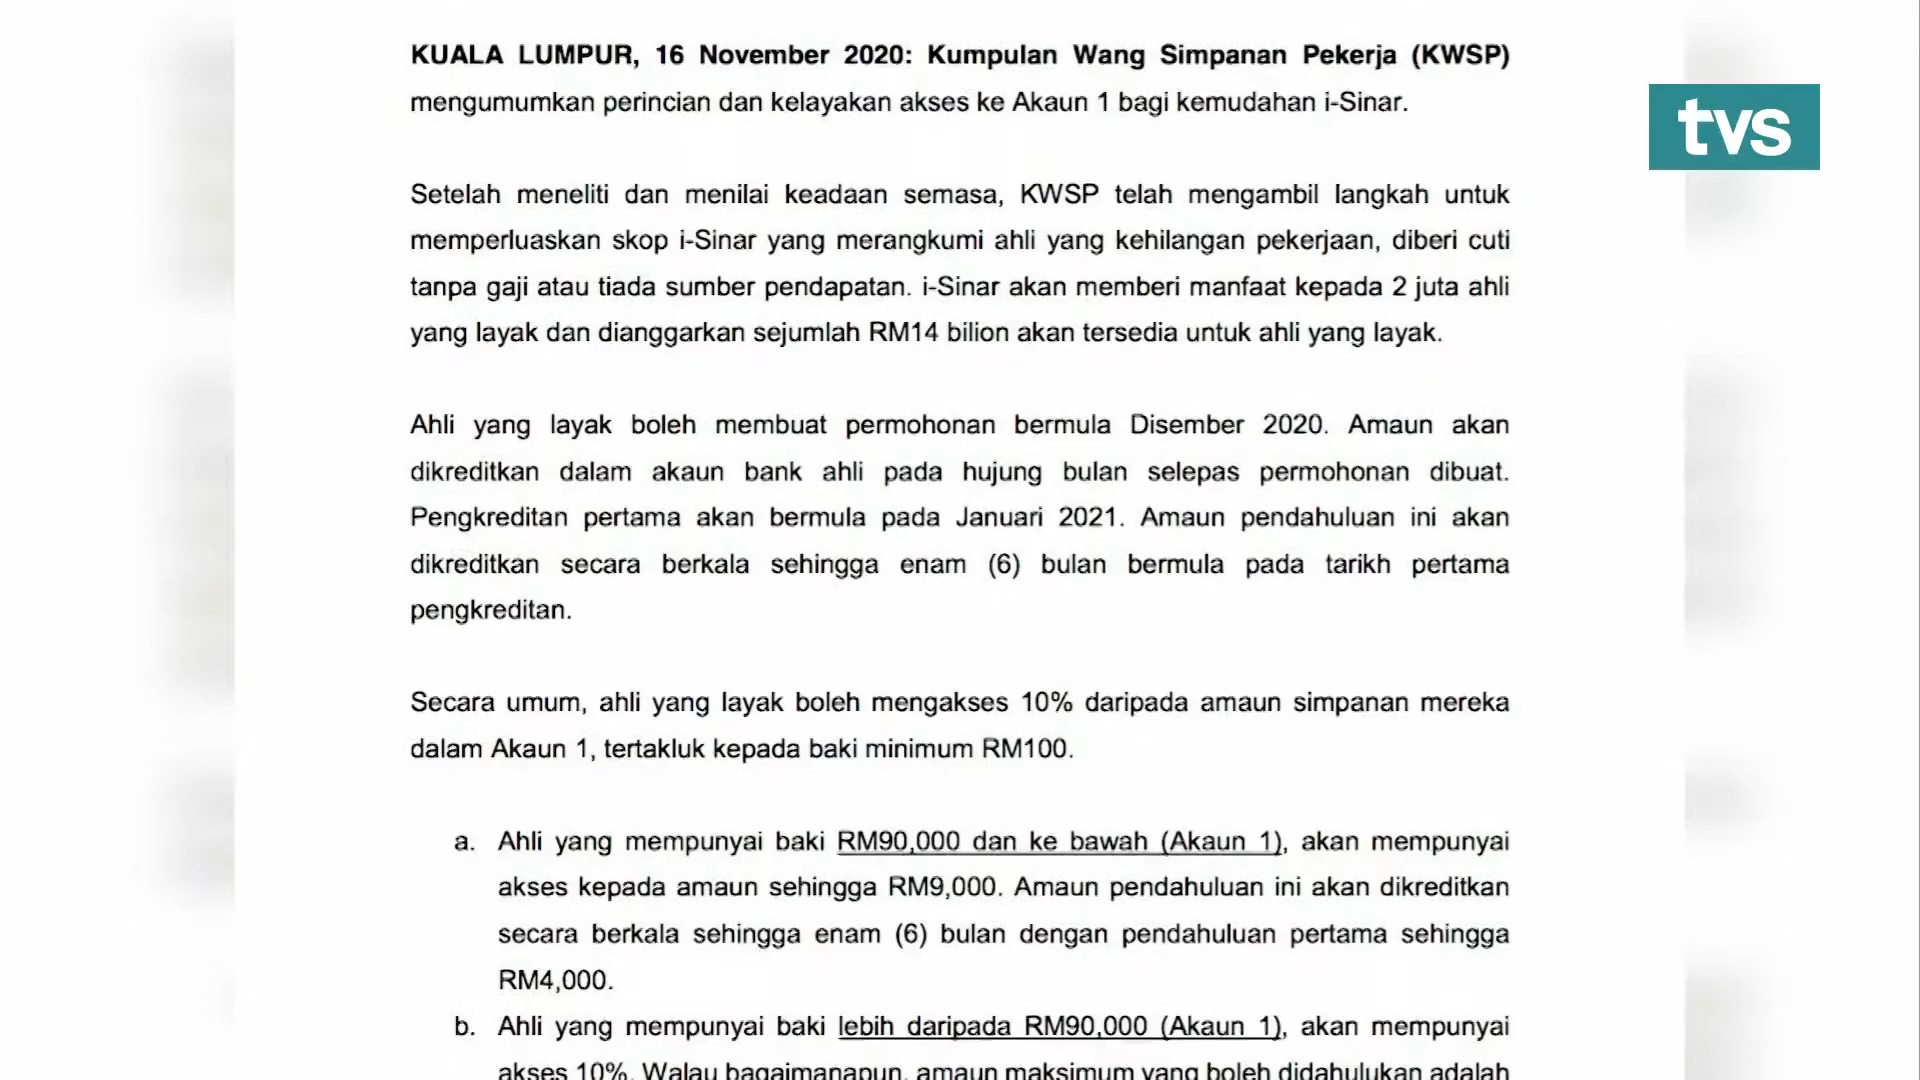 KUALA LUMPUR, 16 November 2020: Kumpulan Wang Simpanan Pekerja (KWSP)
mengumumkan perincian dan kelayakan akses ke Akaun 1 bagi kemudahan i-Sinar.
tvs
Setelah meneliti dan menilai keadaan semasa, KWSP telah mengambil langkah untuk
memperluaskan skop i-Sinar yang merangkumi ahli yang kehilangan pekerjaan, diberi cuti
tanpa gaji atau tiada sumber pendapatan. i-Sinar akan memberi manfaat kepada 2 juta ahli
yang layak dan dianggarkan sejumlah RM14 bilion akan tersedia untuk ahli yang layak.
Ahli yang layak boleh membuat permohonan bermula Disember 2020. Amaun akan
dikreditkan dalam akaun bank ahli pada hujung bulan selepas permohonan dibuat.
Pengkreditan pertama akan bermula pada Januari 2021. Amaun pendahuluan ini akan
dikreditkan secara berkala sehingga enam (6) bulan bermula pada tarikh pertama
pengkreditan.
Secara umum, ahli yang layak boleh mengakses 10% daripada amaun simpanan mereka
dalam Akaun 1, tertakluk kepada baki minimum RM100.
a. Ahli yang mempunyai baki RM90,000 dan ke bawah (Akaun 1), akan mempunyai
akses kepada amaun sehingga RM9,000. Amaun pendahuluan ini akan dikreditkan
secara berkala sehingga enam (6) bulan dengan pendahuluan pertama sehingga
RM4,000.
b. Ahli yang mempunyai baki lebih daripada RM90,000 (Akaun 1), akan mempunyai
akses 10%. Walau bagaimanapun, amaun maksimum yang boleh didahulukan adalah